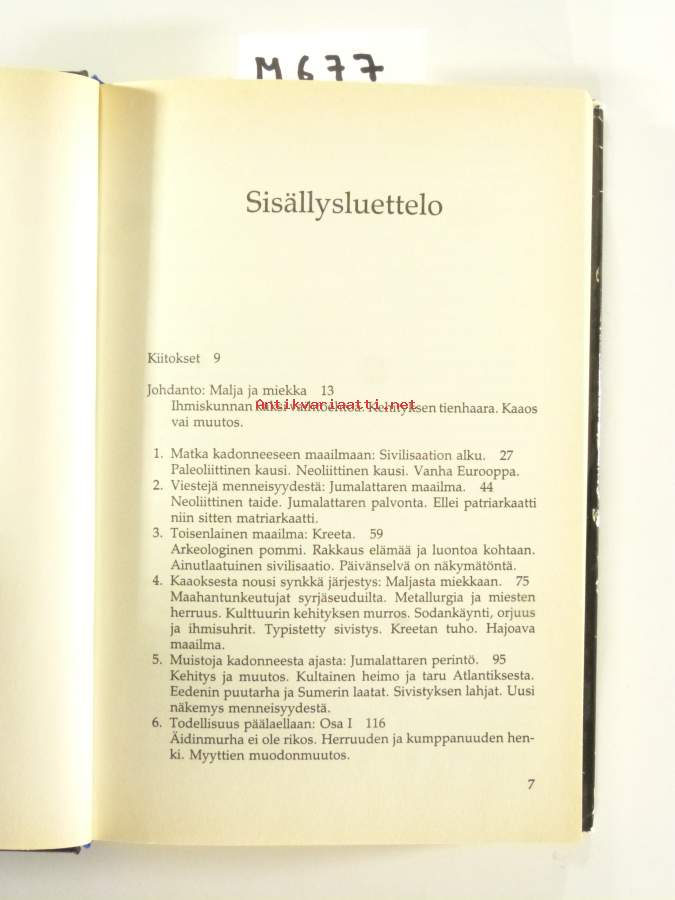 M677
Sisällysluettelo
Kiitokset 9
Johdanto: Malja ja miekka 13
Antikvariaatti.net
Ihmiskunnan kaksi vaihtoehtoa. Kehityksen tienhaara. Kaaos
vai muutos.
1. Matka kadonneeseen maailmaan: Sivilisaation alku. 27
Paleoliittinen kausi. Neoliittinen kausi. Vanha Eurooppa.
2. Viestejä menneisyydestä: Jumalattaren maailma. 44
Neoliittinen taide. Jumalattaren palvonta. Ellei patriarkaatti
niin sitten matriarkaatti.
3. Toisenlainen maailma: Kreeta. 59
Arkeologinen pommi. Rakkaus elämää ja luontoa kohtaan.
Ainutlaatuinen sivilisaatio. Päivänselvä on näkymätöntä.
4. Kaaoksesta nousi synkkä järjestys: Maljasta miekkaan. 75
Maahantunkeutujat syrjäseuduilta. Metallurgia ja miesten
herruus. Kulttuurin kehityksen murros. Sodankäynti, orjuus
ja ihmisuhrit. Typistetty sivistys. Kreetan tuho. Hajoava
maailma.
5. Muistoja kadonneesta ajasta: Jumalattaren perintö. 95
Kehitys ja muutos. Kultainen heimo ja taru Atlantiksesta.
Eedenin puutarha ja Sumerin laatat. Sivistyksen lahjat. Uusi
näkemys menneisyydestä.
6. Todellisuus päälaellaan: Osa I 116
Äidinmurha ei ole rikos. Herruuden ja kumppanuuden hen-
ki. Myyttien muodonmuutos.
7